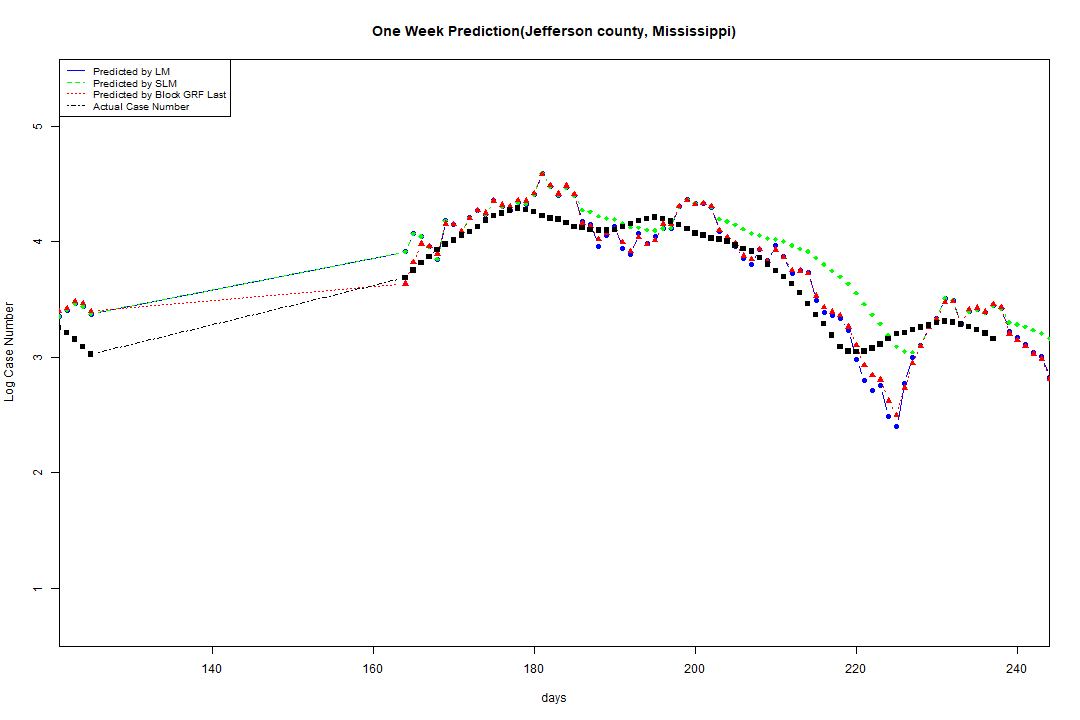 One Week Prediction(Jefferson county, Mississippi)
Predicted by LM
Predicted by SLM
Predicted by Block GRF Last
Actual Case Number
5
4
3
2
1
Log Case Number
140 160 180 200 220 240
days